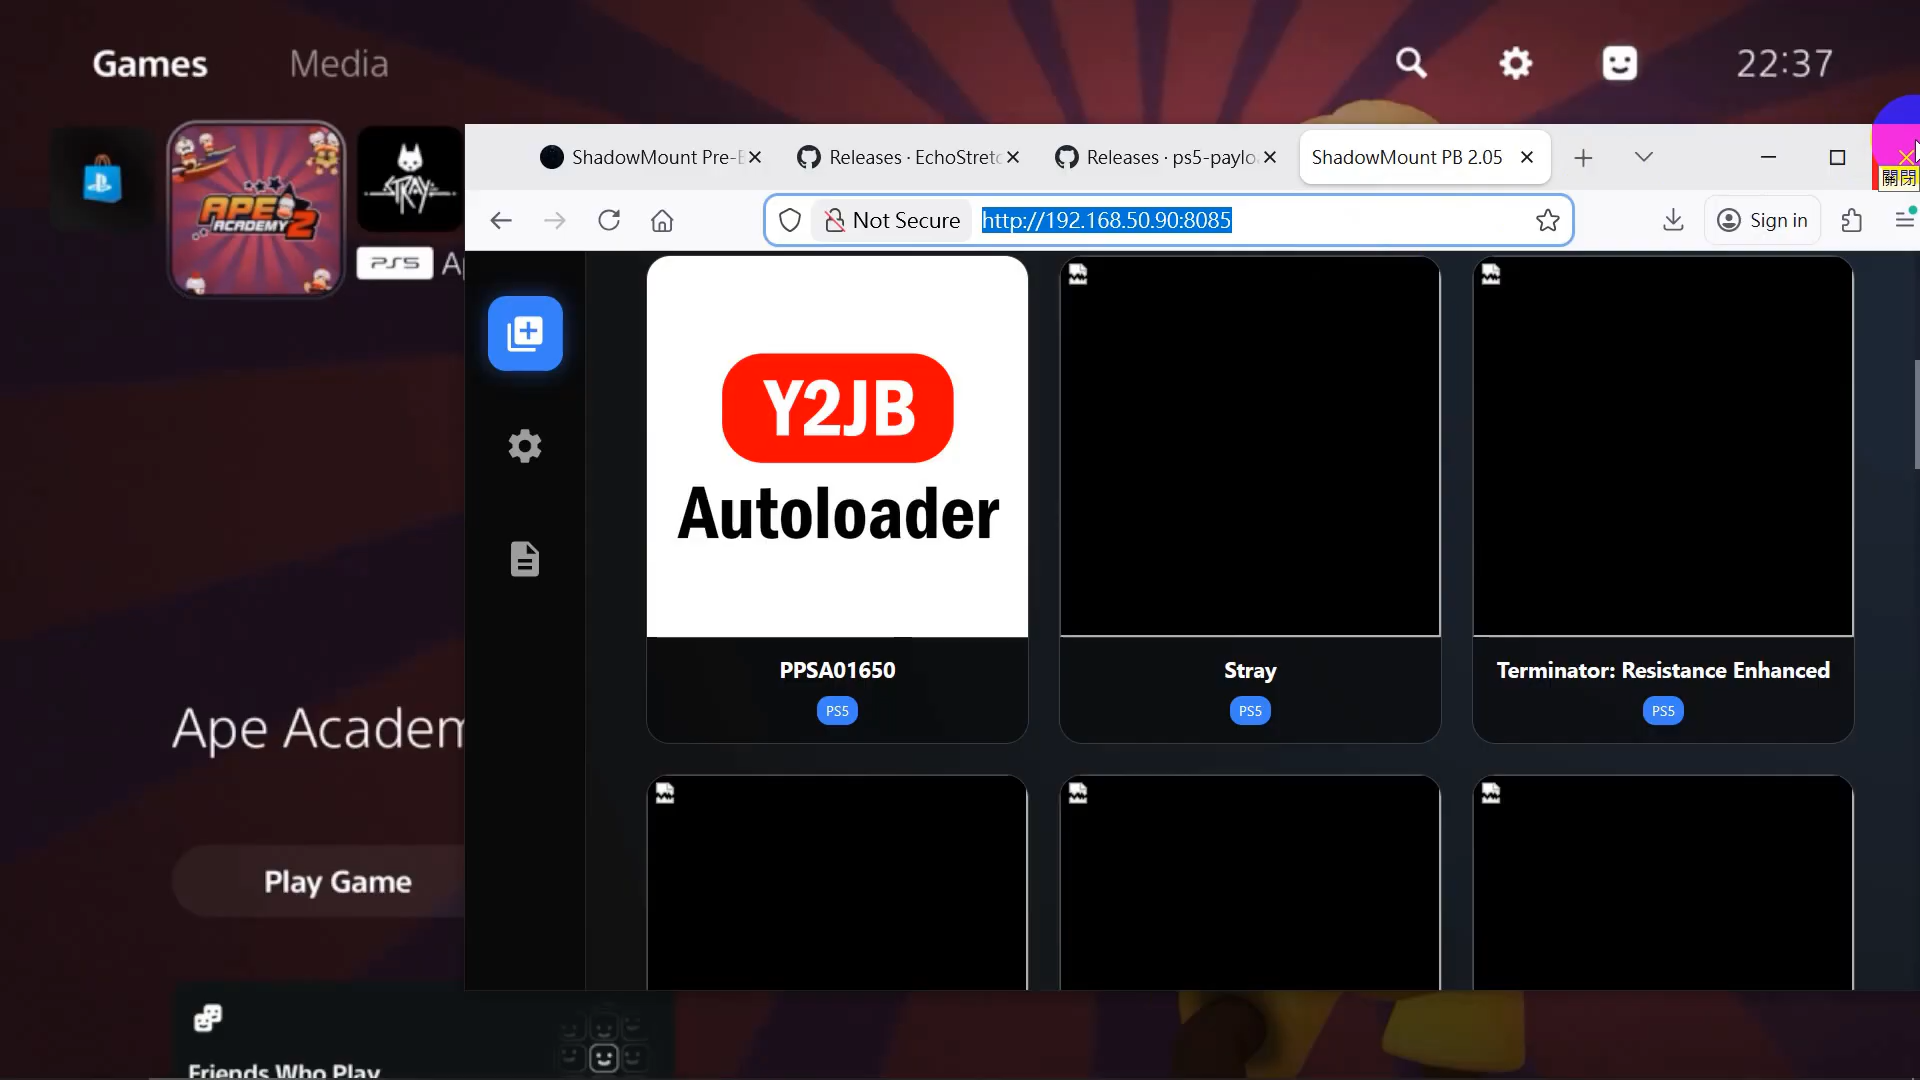 Games
Media
22:37
APE
ACADEMY 2
STRAY
PS5
ShadowMount Pre-E
Releases · EchoStretc
Releases · ps5-paylo
ShadowMount PB 2.05
關閉
Not Secure
http://192.168.50.90:8085
Sign in
Y2JB
Autoloader
PPSA01650
PS5
Stray
PS5
Terminator: Resistance Enhanced
PS5
Ape Academ
Play Game
Friends Who Play